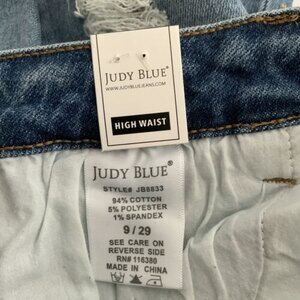 JUDY BLUE®
WWW.JUDYBLUEJEANS.COM
HIGH WAIST
JUDY BLUE®
STYLE# JB8833
94% COTTON
5% POLYESTER
1% SPANDEX
9 / 29
SEE CARE ON
REVERSE SIDE
RN# 116380
MADE IN CHINA